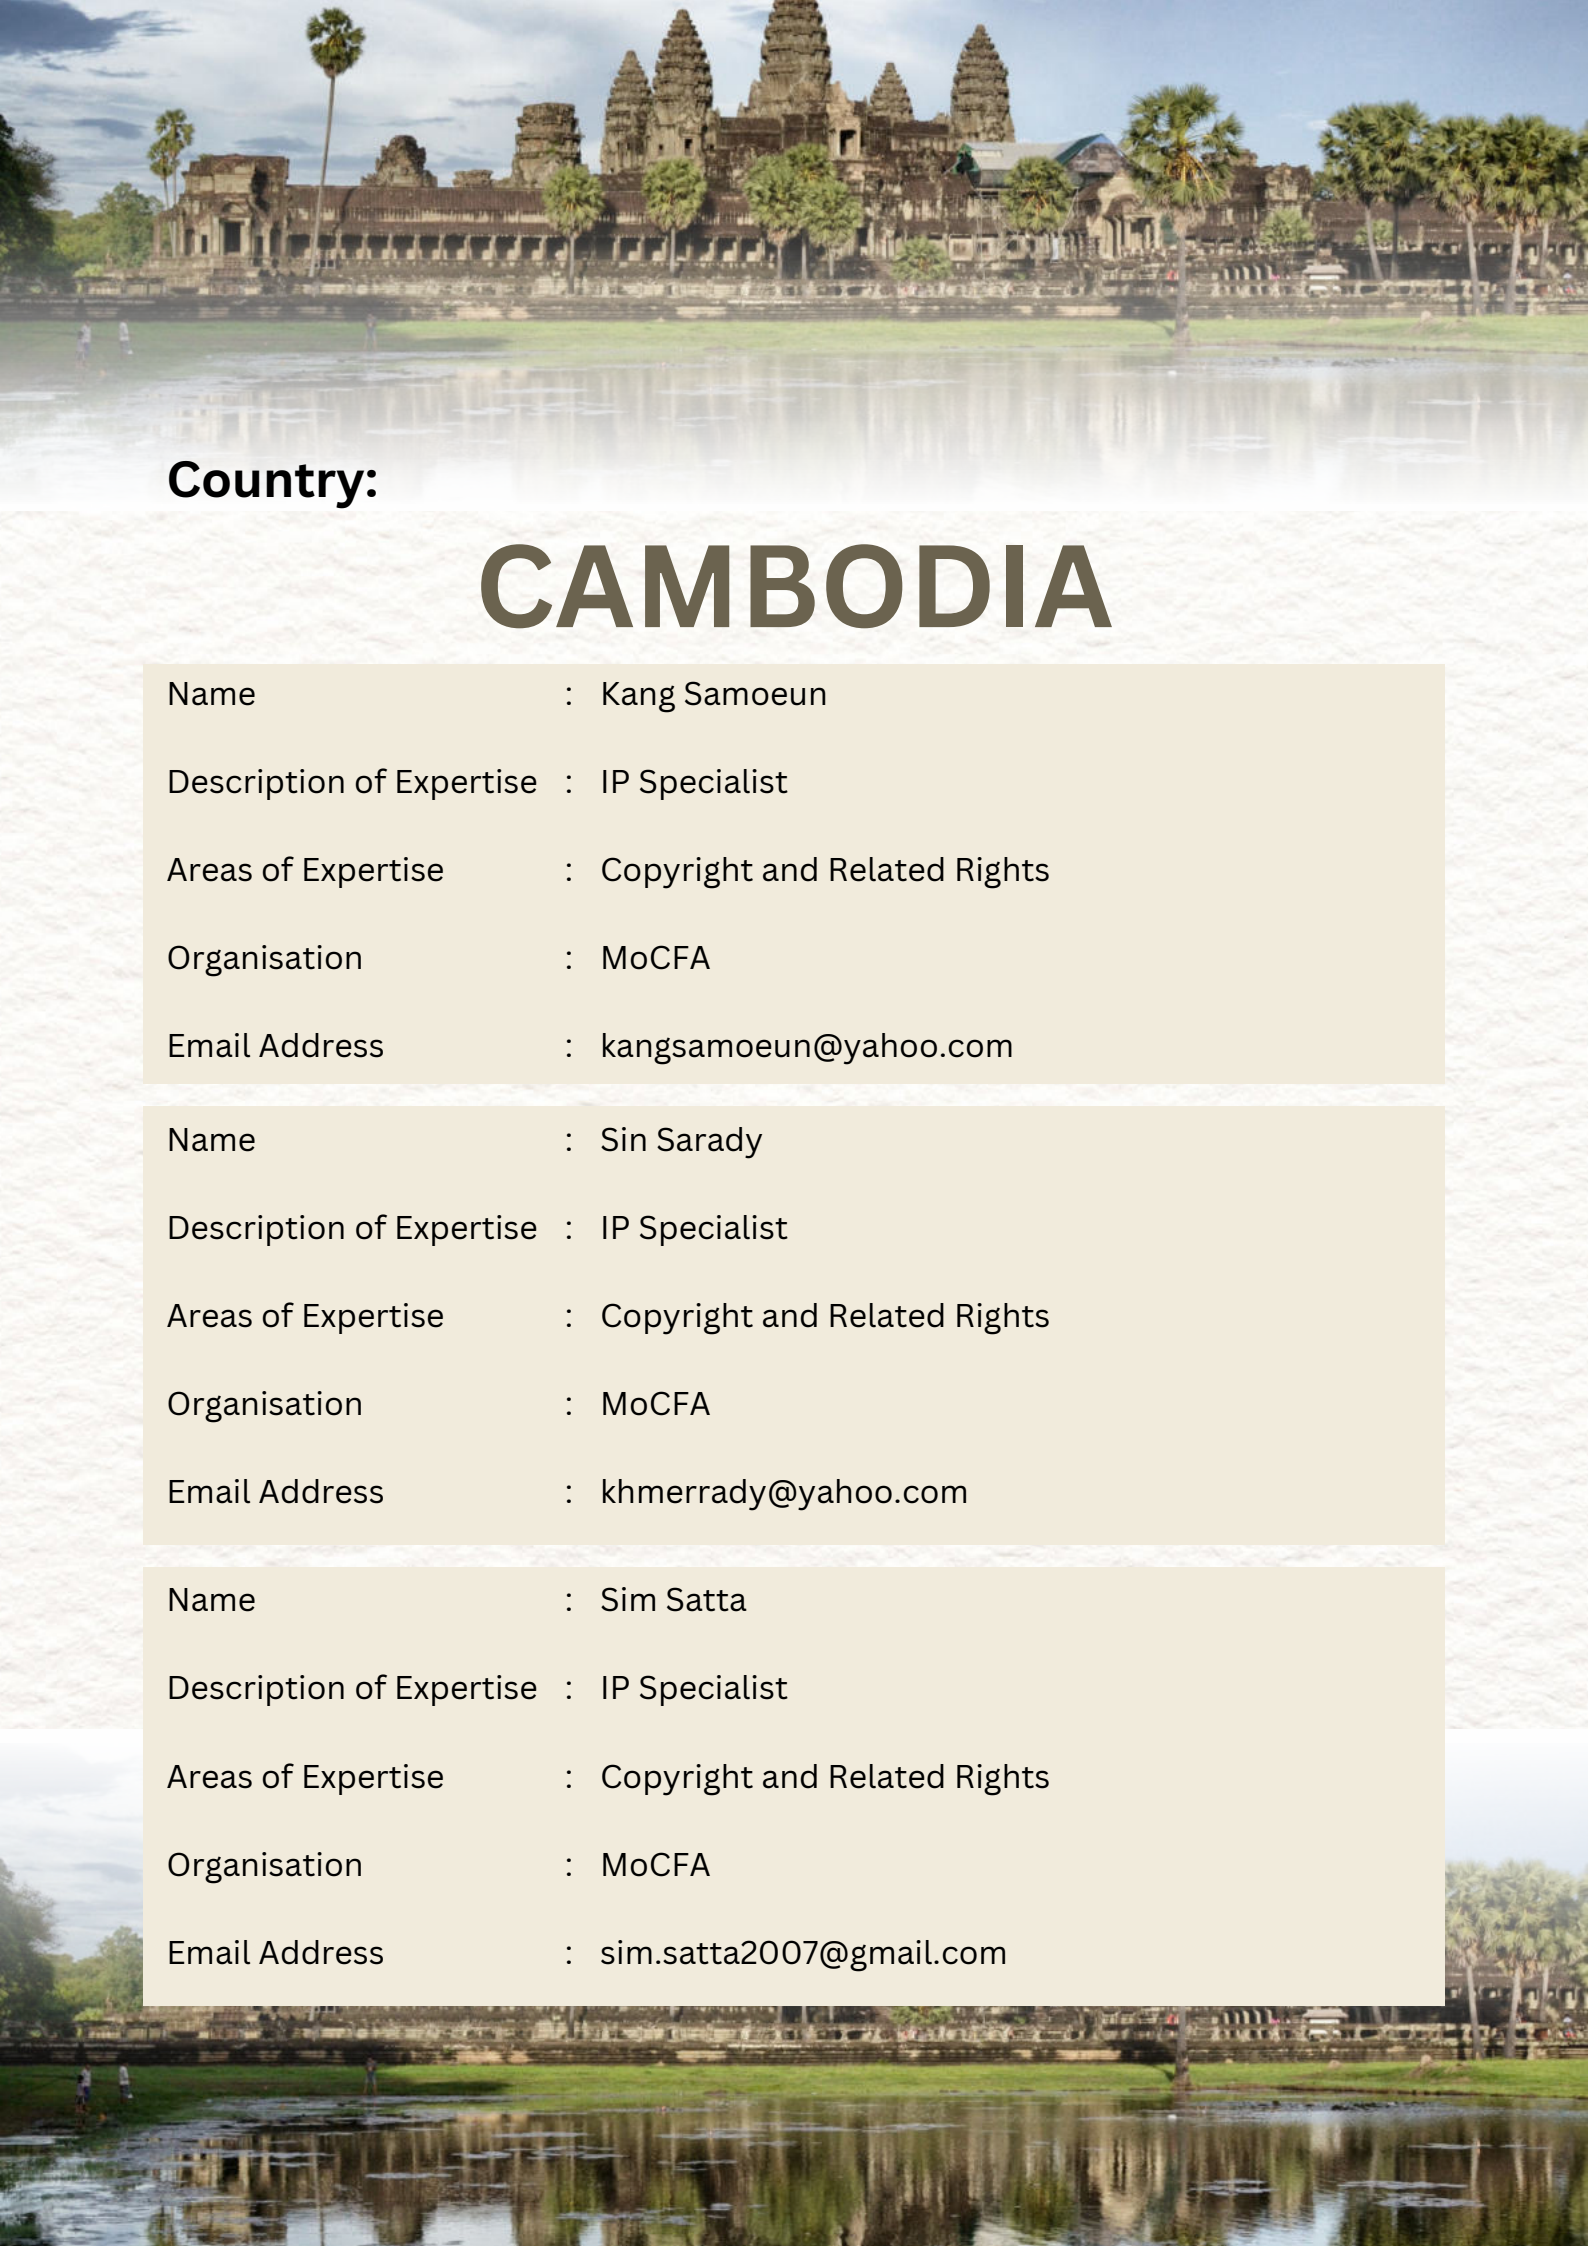 Country:
CAMBODIA
Name : Kang Samoeun
Description of Expertise : IP Specialist
Areas of Expertise : Copyright and Related Rights
Organisation : MoCFA
Email Address : kangsamoeun@yahoo.com
Name : Sin Sarady
Description of Expertise : IP Specialist
Areas of Expertise : Copyright and Related Rights
Organisation : MoCFA
Email Address : khmerrady@yahoo.com
Name : Sim Satta
Description of Expertise : IP Specialist
Areas of Expertise : Copyright and Related Rights
Organisation : MoCFA
Email Address : sim.satta2007@gmail.com